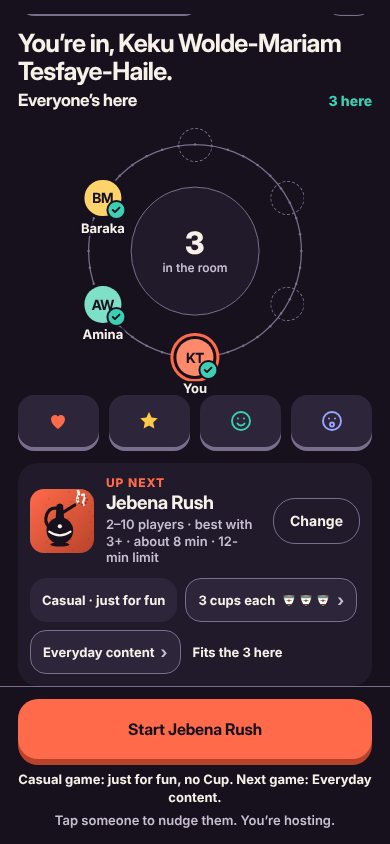 You're in, Keku Wolde-Mariam
Tesfaye-Haile.
Everyone's here
3 here
BM
Baraka
3
in the room
AW
Amina
KT
You
UP NEXT
Jebena Rush
2–10 players · best with
3+ · about 8 min · 12-
min limit
Change
Casual · just for fun
3 cups each ›
Everyday content ›
Fits the 3 here
Start Jebena Rush
Casual game: just for fun, no Cup. Next game: Everyday
content.
Tap someone to nudge them. You're hosting.